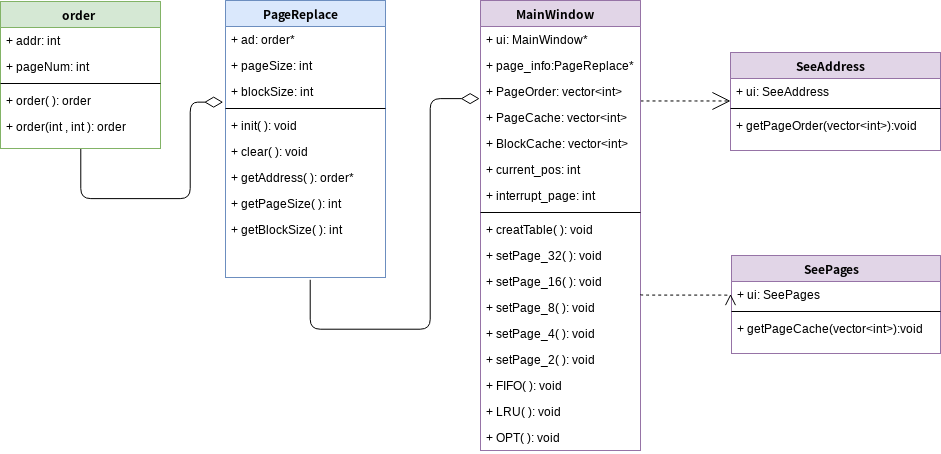 order
+ addr: int
+ pageNum: int
+ order( ): order
+ order(int , int ): order
PageReplace
+ ad: order*
+ pageSize: int
+ blockSize: int
+ init( ): void
+ clear( ): void
+ getAddress( ): order*
+ getPageSize( ): int
+ getBlockSize( ): int
MainWindow
+ ui: MainWindow*
+ page_info:PageReplace*
+ PageOrder: vector<int>
+ PageCache: vector<int>
+ BlockCache: vector<int>
+ current_pos: int
+ interrupt_page: int
+ creatTable( ): void
+ setPage_32( ): void
+ setPage_16( ): void
+ setPage_8( ): void
+ setPage_4( ): void
+ setPage_2( ): void
+ FIFO( ): void
+ LRU( ): void
+ OPT( ): void
SeeAddress
+ ui: SeeAddress
+ getPageOrder(vector<int>):void
SeePages
+ ui: SeePages
+ getPageCache(vector<int>):void